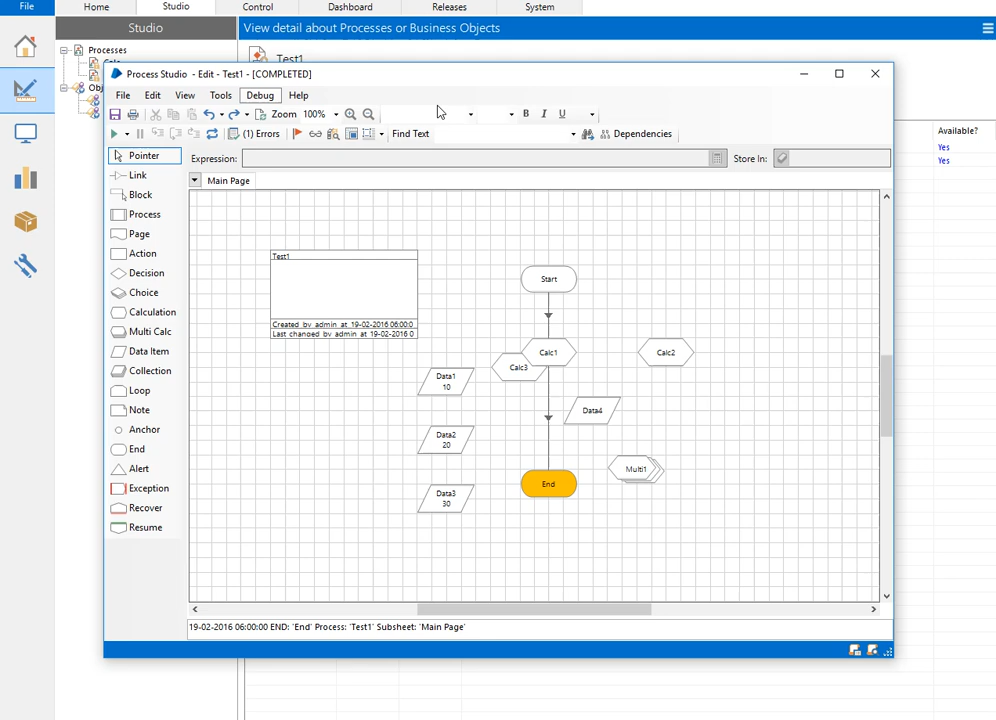 File Home Studio Control Dashboard Releases System
Studio View detail about Processes or Business Objects
Processes
Test1
Process Studio - Edit - Test1 - [COMPLETED]
File Edit View Tools Debug Help
Zoom 100% B I U
(1) Errors Find Text Dependencies
Available?
Yes
Yes
Pointer
Expression: Store In:
Link
Main Page
Block
Process
Page
Action
Decision
Choice
Calculation
Multi Calc
Data Item
Collection
Loop
Note
Anchor
End
Alert
Exception
Recover
Resume
Test1
Created by admin at 19-02-2016 06:00:0
Last changed by admin at 19-02-2016 0
Start
Calc1
Calc2
Calc3
Data1
10
Data4
Data2
20
Multi1
End
Data3
30
19-02-2016 06:00:00 END: 'End' Process: 'Test1' Subsheet: 'Main Page'